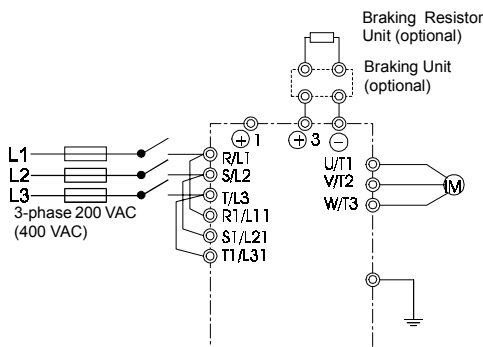 Braking Resistor
Unit (optional)
Braking Unit
(optional)
+ 1
+ 3
−
L1
L2
L3
3-phase 200 VAC
(400 VAC)
R/L1
S/L2
T/L3
R1/L11
S1/L21
T1/L31
U/T1
V/T2
W/T3
M